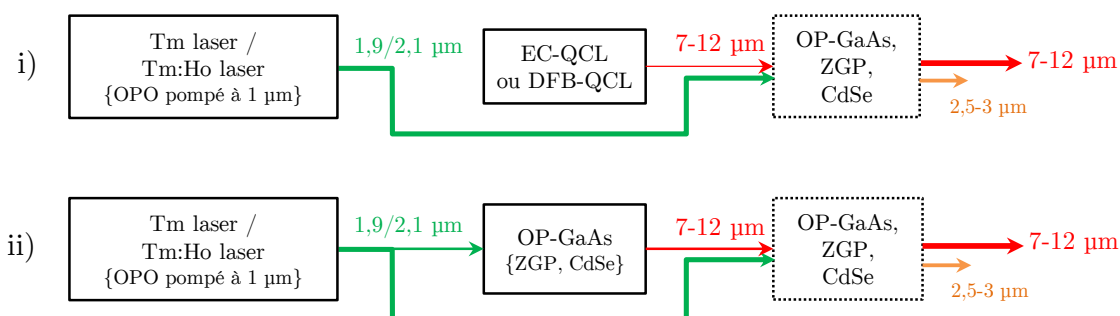 i)
Tm laser /
Tm:Ho laser
{OPO pompé à 1 µm}
1,9/2,1 µm
EC-QCL
ou DFB-QCL
7-12 µm
OP-GaAs,
ZGP,
CdSe
7-12 µm
2,5-3 µm
ii)
Tm laser /
Tm:Ho laser
{OPO pompé à 1 µm}
1,9/2,1 µm
OP-GaAs
{ZGP, CdSe}
7-12 µm
OP-GaAs,
ZGP,
CdSe
7-12 µm
2,5-3 µm